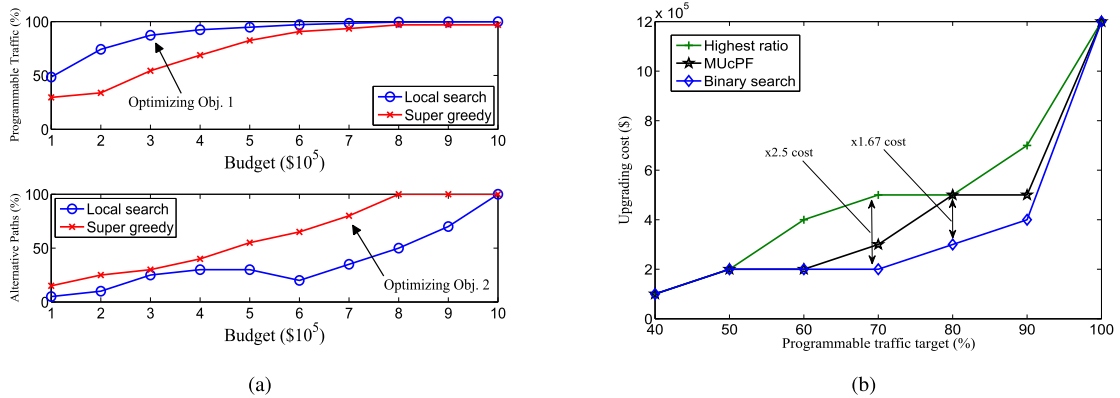 Programmable Traffic (%)
100
50
0
Optimizing Obj. 1
Local search
Super greedy
1 2 3 4 5 6 7 8 9 10
Budget ($10^5)
Alternative Paths (%)
100
50
0
Local search
Super greedy
Optimizing Obj. 2
1 2 3 4 5 6 7 8 9 10
Budget ($10^5)
(a)
Upgrading cost ($)
x 10^5
12
10
8
6
4
2
0
Highest ratio
MUcPF
Binary search
x2.5 cost
x1.67 cost
40 50 60 70 80 90 100
Programmable traffic target (%)
(b)